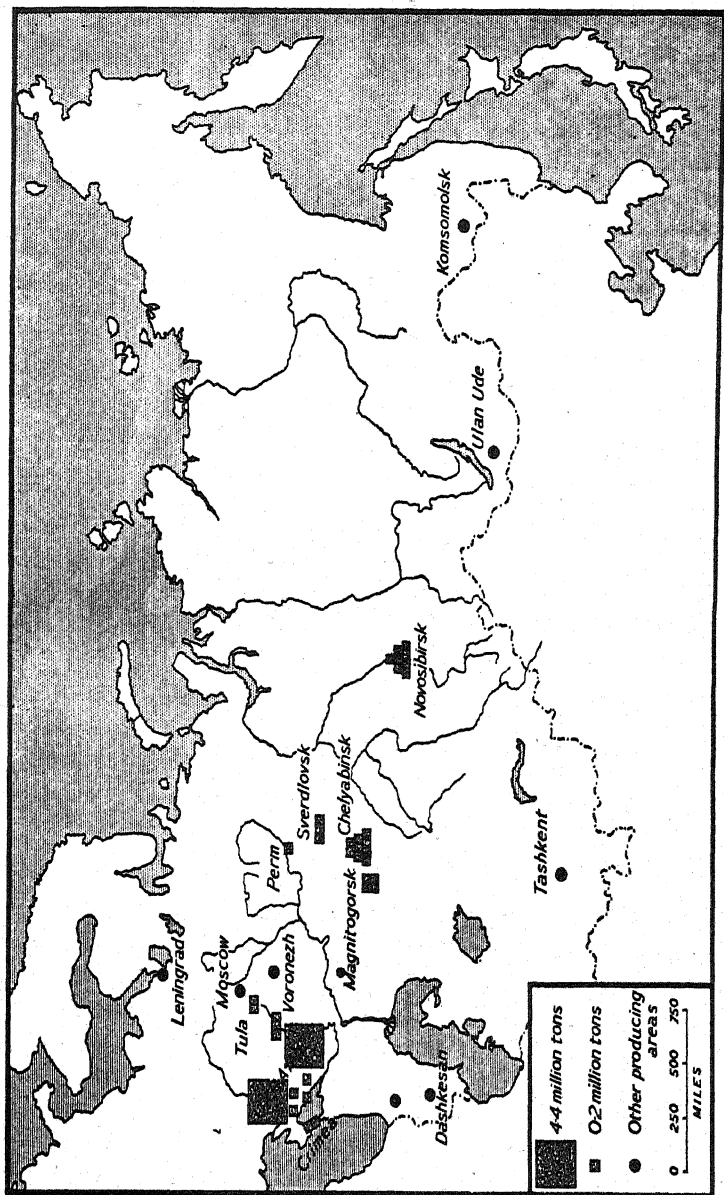 Leningrad
Moscow
Tula
Voronezh
Perm
Sverdlovsk
Chelyabinsk
Magnitogorsk
Novosibirsk
Ulan Ude
Komsomolsk
Crimea
Dashkesan
Tashkent
4·4 million tons
0·2 million tons
Other producing
areas
0 250 500 750
MILES